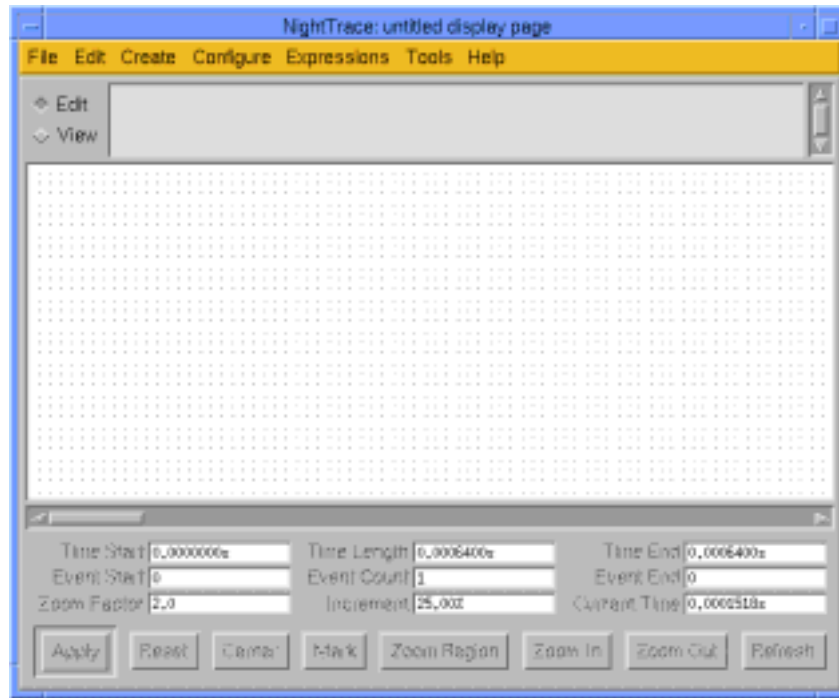 NightTrace: untitled display page
File Edit Create Configure Expressions Tools Help
Edit
View
Time Start 0.0000000s Time Length 0.0006400s Time End 0.0006400s
Event Start 0 Event Count 1 Event End 0
Zoom Factor 2.0 Increment 25.00% Current Time
Apply Reset Center Mark Zoom Region Zoom In Zoom Out Refresh